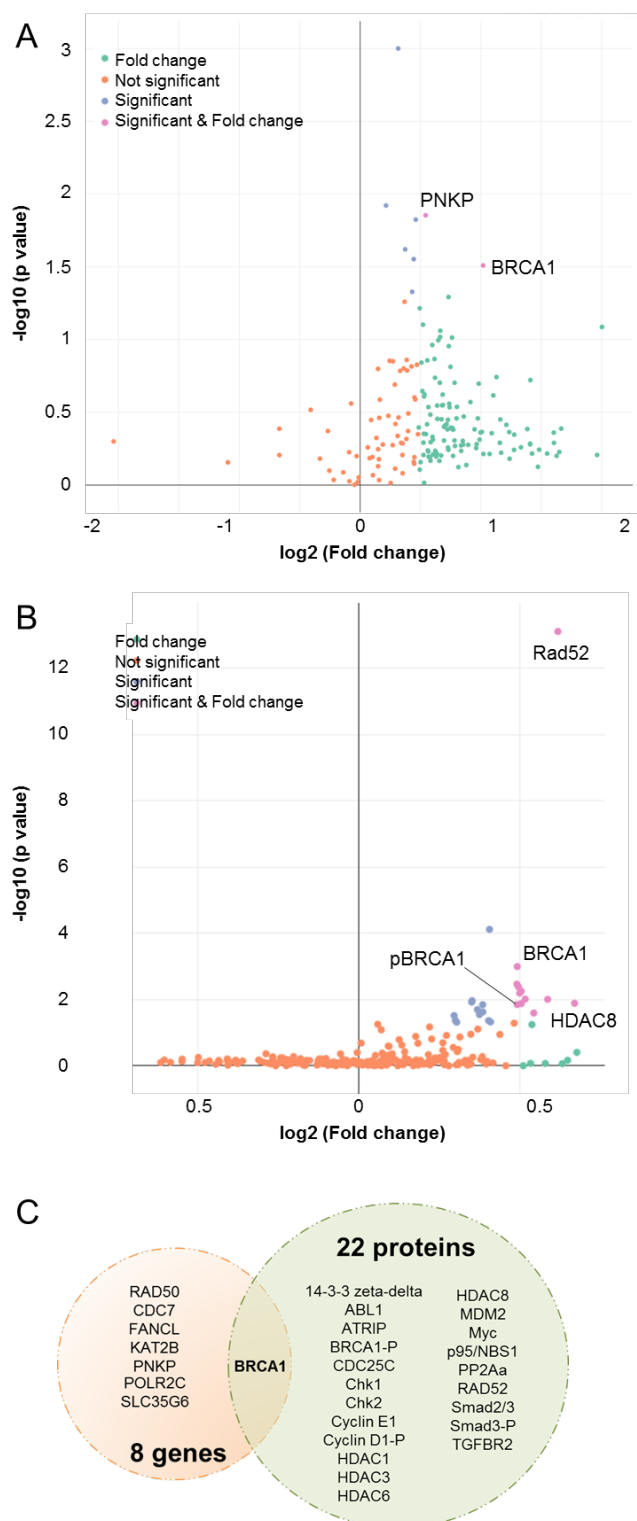 A
3
2.5
2
1.5
1
0.5
0
-log10 (p value)
Fold change
Not significant
Significant
Significant & Fold change
PNKP
BRCA1
-2
-1
0
1
2
log2 (Fold change)
B
12
10
8
6
4
2
0
-log10 (p value)
Fold change
Not significant
Significant
Significant & Fold change
Rad52
BRCA1
pBRCA1
HDAC8
0.5
0
0.5
log2 (Fold change)
C
RAD50
CDC7
FANCL
KAT2B
PNKP
POLR2C
SLC35G6
8 genes
BRCA1
22 proteins
14-3-3 zeta-delta
ABL1
ATRIP
BRCA1-P
CDC25C
Chk1
Chk2
Cyclin E1
Cyclin D1-P
HDAC1
HDAC3
HDAC6
HDAC8
MDM2
Myc
p95/NBS1
PP2Aa
RAD52
Smad2/3
Smad3-P
TGFBR2